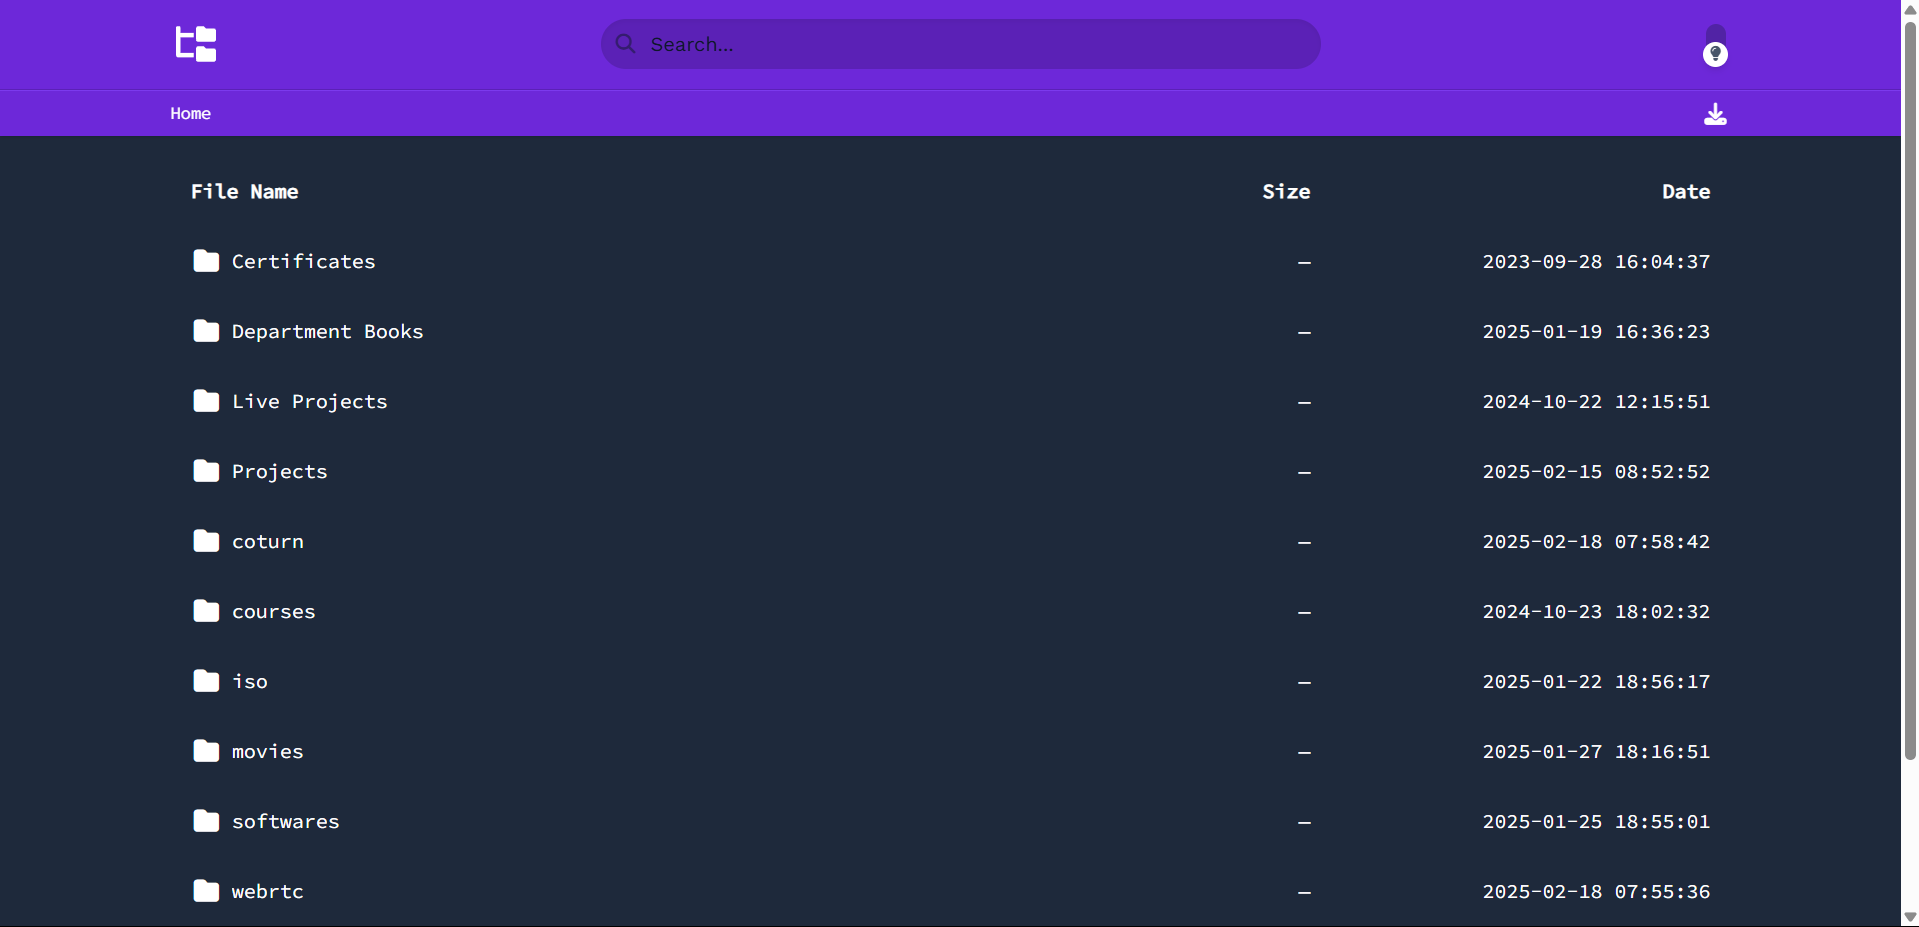 Search...
Home
File Name Size Date
Certificates — 2023-09-28 16:04:37
Department Books — 2025-01-19 16:36:23
Live Projects — 2024-10-22 12:15:51
Projects — 2025-02-15 08:52:52
coturn — 2025-02-18 07:58:42
courses — 2024-10-23 18:02:32
iso — 2025-01-22 18:56:17
movies — 2025-01-27 18:16:51
softwares — 2025-01-25 18:55:01
webrtc — 2025-02-18 07:55:36